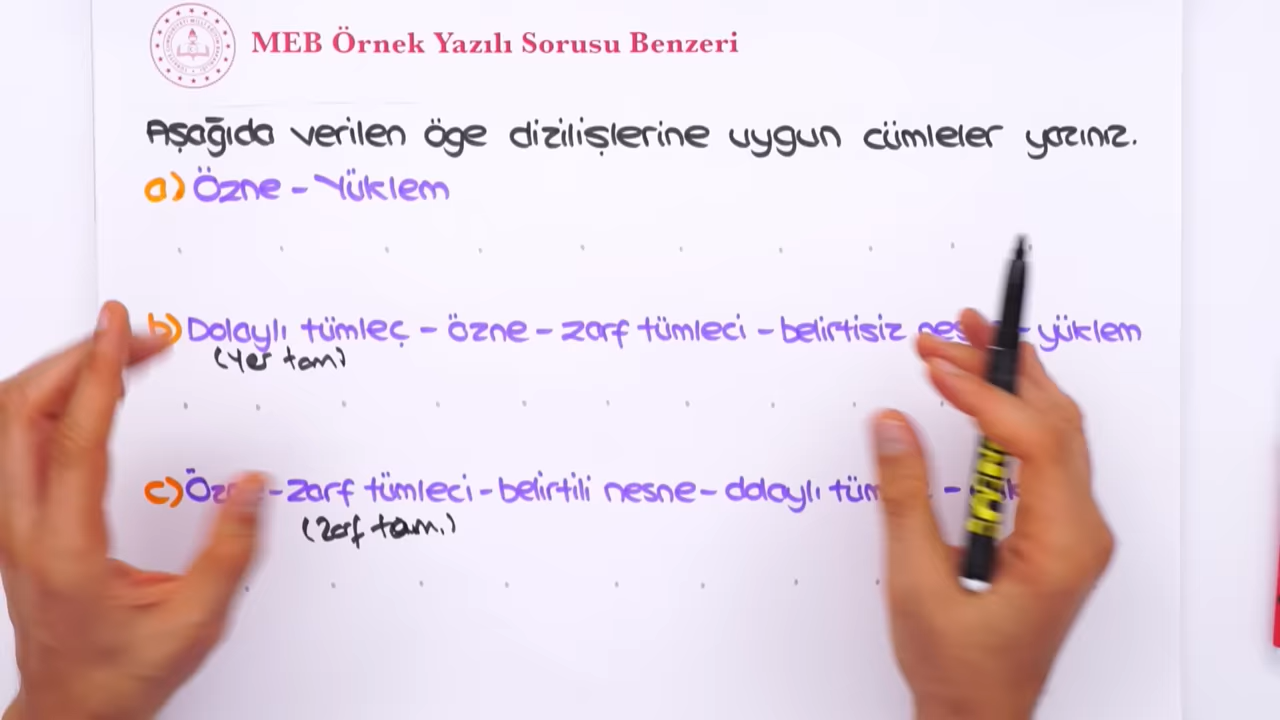 MEB Örnek Yazılı Sorusu Benzeri
Aşağıda verilen öge dizilişlerine uygun cümleler yazınız.
a) Özne - Yüklem
b) Dolaylı tümleç - özne - zarf tümleci - belirtisiz - yüklem
(Yer tam)
c) - zarf tümleci - belirtili nesne - dolaylı -
(Zarf tam.)